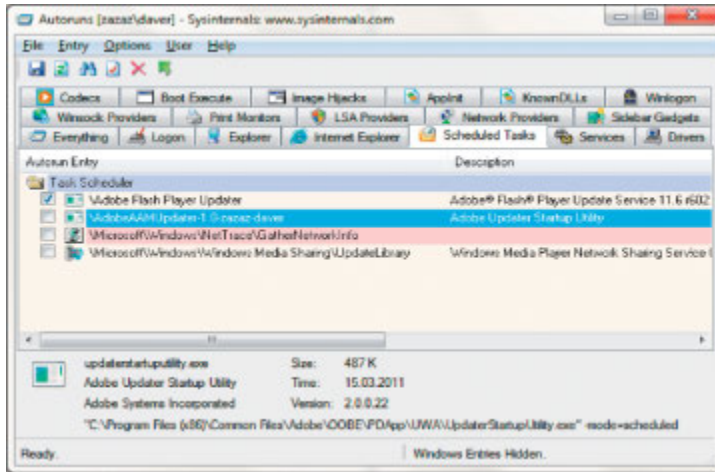 Autoruns [zazaz\daver] - Sysinternals: www.sysinternals.com
File Entry Options User Help
Codecs Boot Execute Image Hijacks AppInit KnownDLLs Winlogon
Winsock Providers Print Monitors LSA Providers Network Providers Sidebar Gadgets
Everything Logon Explorer Internet Explorer Scheduled Tasks Services Drivers
Autorun Entry Description
Task Scheduler
\Adobe Flash Player Updater Adobe® Flash® Player Update Service 11.6 r602
\AdobeAAMUpdater-1.0-zazaz-daver Adobe Updater Startup Utility
\Microsoft\Windows\NetTrace\GatherNetworkInfo
\Microsoft\Windows\Windows Media Sharing\UpdateLibrary Windows Media Player Network Sharing Service
updaterstartuputility.exe Size: 487 K
Adobe Updater Startup Utility Time: 15.03.2011
Adobe Systems Incorporated Version: 2.0.0.22
"C:\Program Files (x86)\Common Files\Adobe\OOBE\PDApp\UWA\UpdaterStartupUtility.exe" -mode=scheduled
Ready. Windows Entries Hidden.